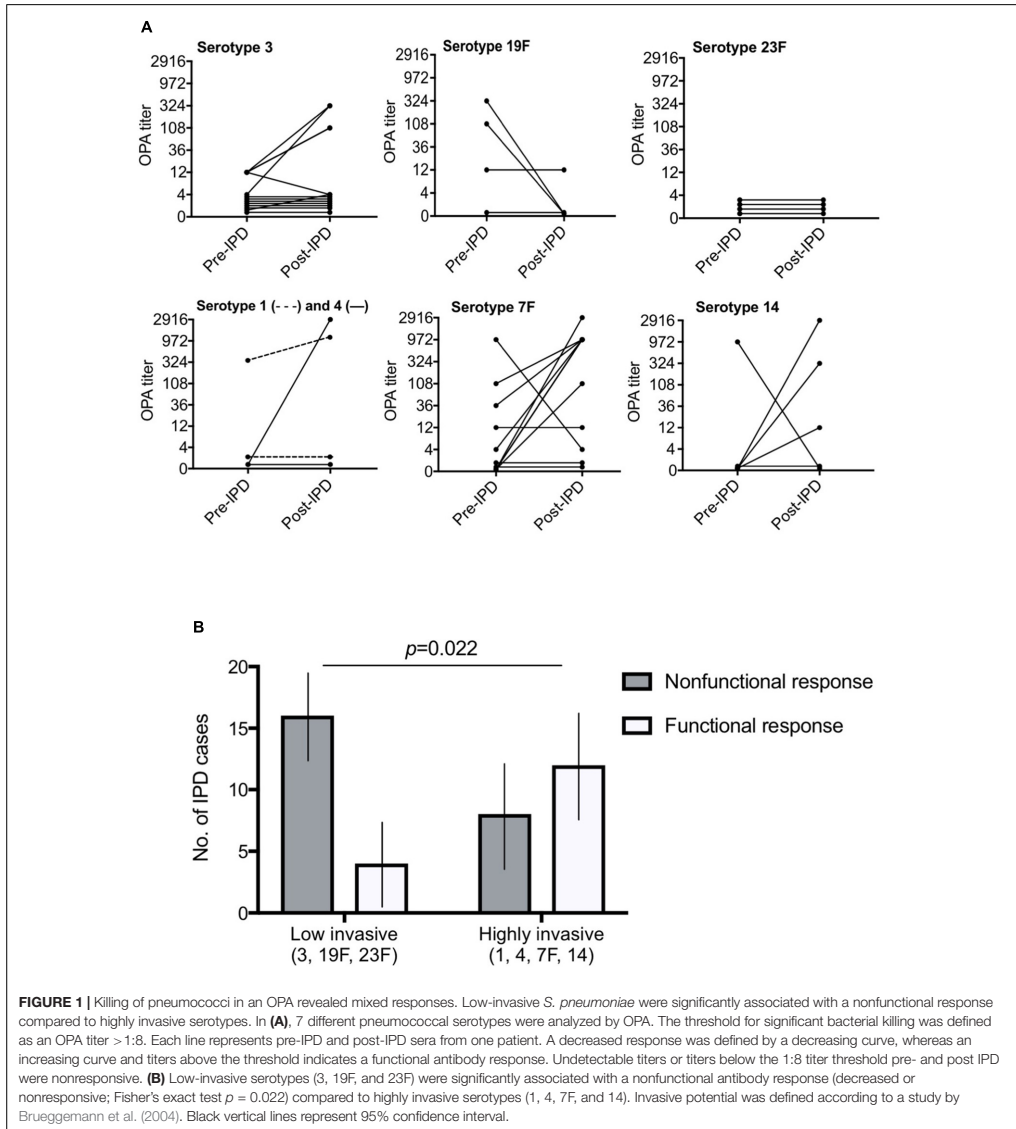 A
Serotype 3
OPA titer
2916
972
324
108
36
12
4
0
Pre-IPD
Post-IPD
Serotype 19F
OPA titer
2916
972
324
108
36
12
4
0
Pre-IPD
Post-IPD
Serotype 23F
OPA titer
2916
972
324
108
36
12
4
0
Pre-IPD
Post-IPD
Serotype 1 (- - -) and 4 (—)
OPA titer
2916
972
324
108
36
12
4
0
Pre-IPD
Post-IPD
Serotype 7F
OPA titer
2916
972
324
108
36
12
4
0
Pre-IPD
Post-IPD
Serotype 14
OPA titer
2916
972
324
108
36
12
4
0
Pre-IPD
Post-IPD
B
p=0.022
No. of IPD cases
20
15
10
5
0
Low invasive
(3, 19F, 23F)
Highly invasive
(1, 4, 7F, 14)
Nonfunctional response
Functional response
FIGURE 1 | Killing of pneumococci in an OPA revealed mixed responses. Low-invasive S. pneumoniae were significantly associated with a nonfunctional response
compared to highly invasive serotypes. In (A), 7 different pneumococcal serotypes were analyzed by OPA. The threshold for significant bacterial killing was defined
as an OPA titer >1:8. Each line represents pre-IPD and post-IPD sera from one patient. A decreased response was defined by a decreasing curve, whereas an
increasing curve and titers above the threshold indicates a functional antibody response. Undetectable titers or titers below the 1:8 titer threshold pre- and post IPD
were nonresponsive. (B) Low-invasive serotypes (3, 19F, and 23F) were significantly associated with a nonfunctional antibody response (decreased or
nonresponsive; Fisher's exact test p = 0.022) compared to highly invasive serotypes (1, 4, 7F, and 14). Invasive potential was defined according to a study by
Brueggemann et al. (2004). Black vertical lines represent 95% confidence interval.